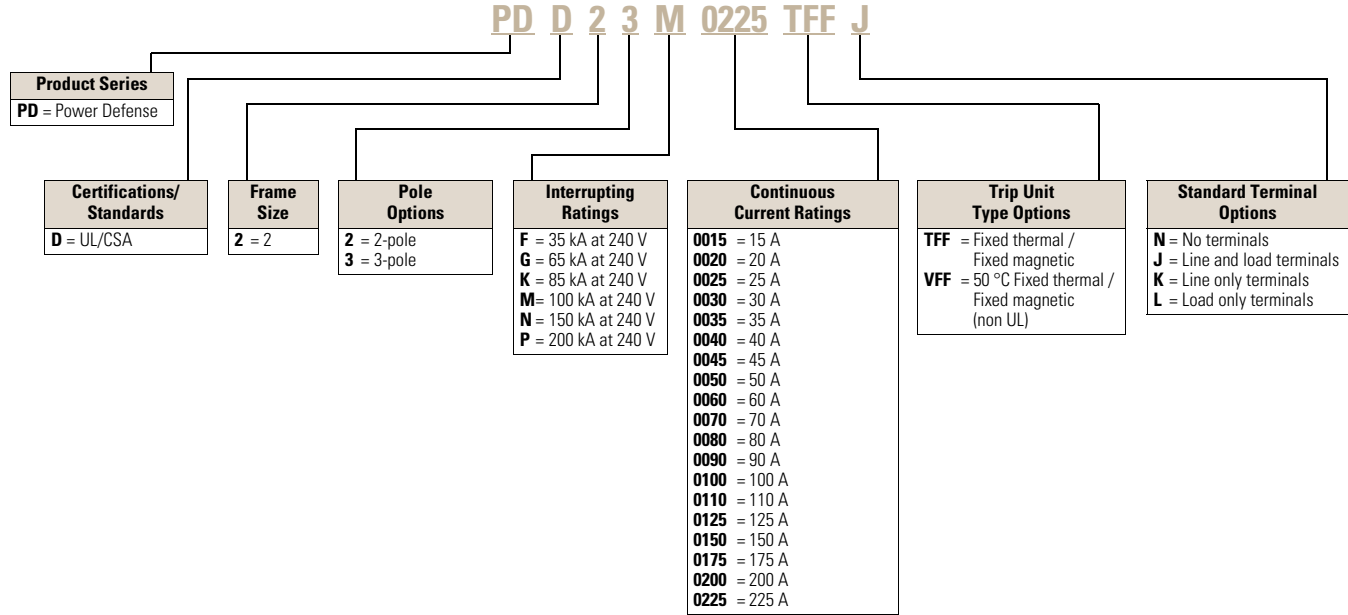 PD D 2 3 M 0225 TFF J
Product Series
PD = Power Defense
Certifications/
Standards
D = UL/CSA
Frame
Size
2 = 2
Pole
Options
2 = 2-pole
3 = 3-pole
Interrupting
Ratings
F = 35 kA at 240 V
G = 65 kA at 240 V
K = 85 kA at 240 V
M= 100 kA at 240 V
N = 150 kA at 240 V
P = 200 kA at 240 V
Continuous
Current Ratings
0015 = 15 A
0020 = 20 A
0025 = 25 A
0030 = 30 A
0035 = 35 A
0040 = 40 A
0045 = 45 A
0050 = 50 A
0060 = 60 A
0070 = 70 A
0080 = 80 A
0090 = 90 A
0100 = 100 A
0110 = 110 A
0125 = 125 A
0150 = 150 A
0175 = 175 A
0200 = 200 A
0225 = 225 A
Trip Unit
Type Options
TFF = Fixed thermal /
Fixed magnetic
VFF = 50 °C Fixed thermal /
Fixed magnetic
(non UL)
Standard Terminal
Options
N = No terminals
J = Line and load terminals
K = Line only terminals
L = Load only terminals